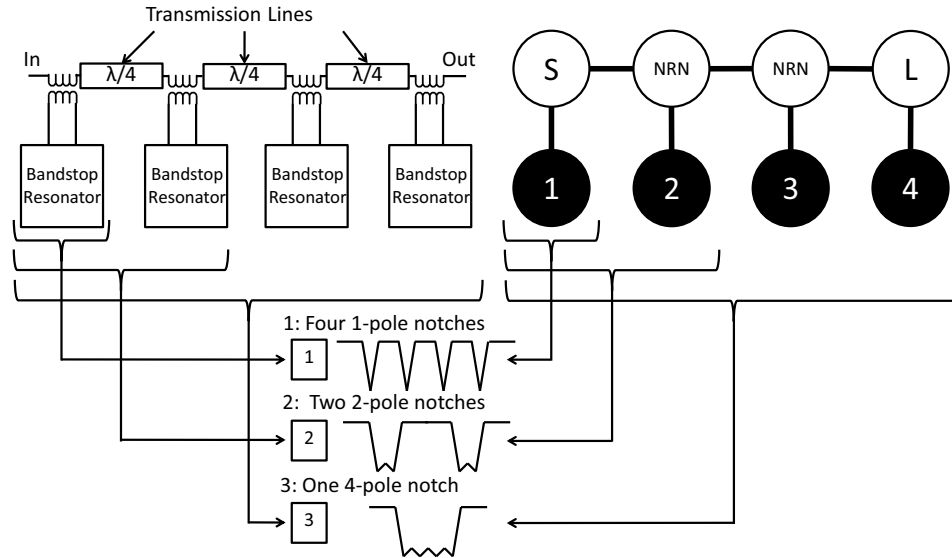 Transmission Lines
In
λ/4
λ/4
λ/4
Out
Bandstop
Resonator
Bandstop
Resonator
Bandstop
Resonator
Bandstop
Resonator
S
NRN
NRN
L
1
2
3
4
1: Four 1-pole notches
1
2: Two 2-pole notches
2
3: One 4-pole notch
3